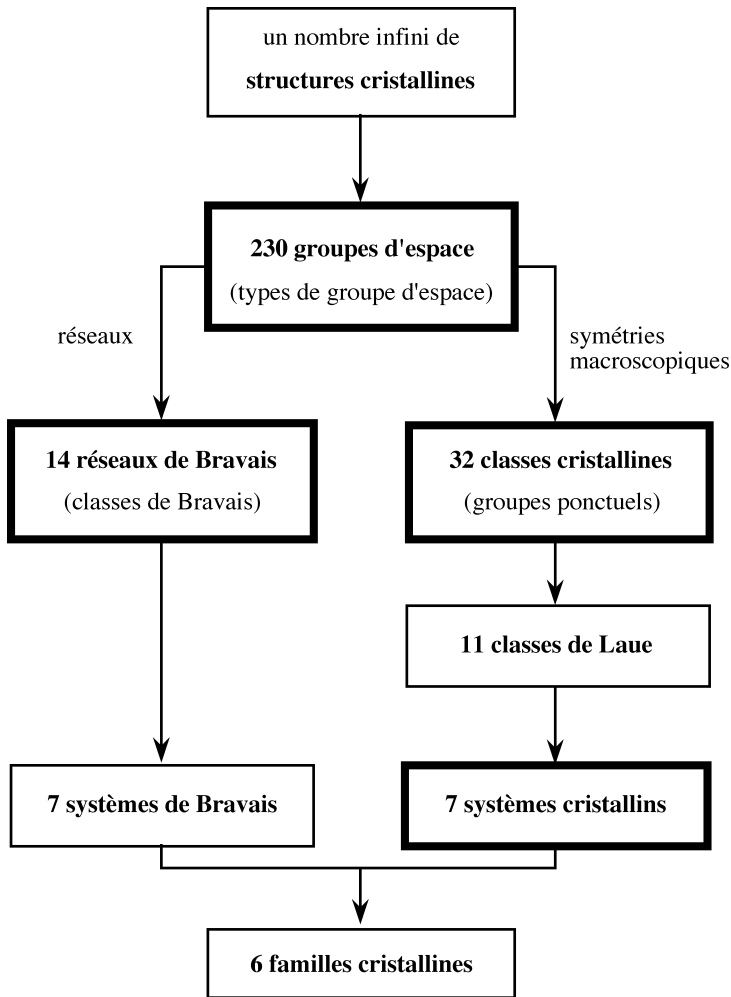 un nombre infini de
structures cristallines
230 groupes d'espace
(types de groupe d'espace)
réseaux
symétries
macroscopiques
14 réseaux de Bravais
(classes de Bravais)
32 classes cristallines
(groupes ponctuels)
11 classes de Laue
7 systèmes de Bravais
7 systèmes cristallins
6 familles cristallines